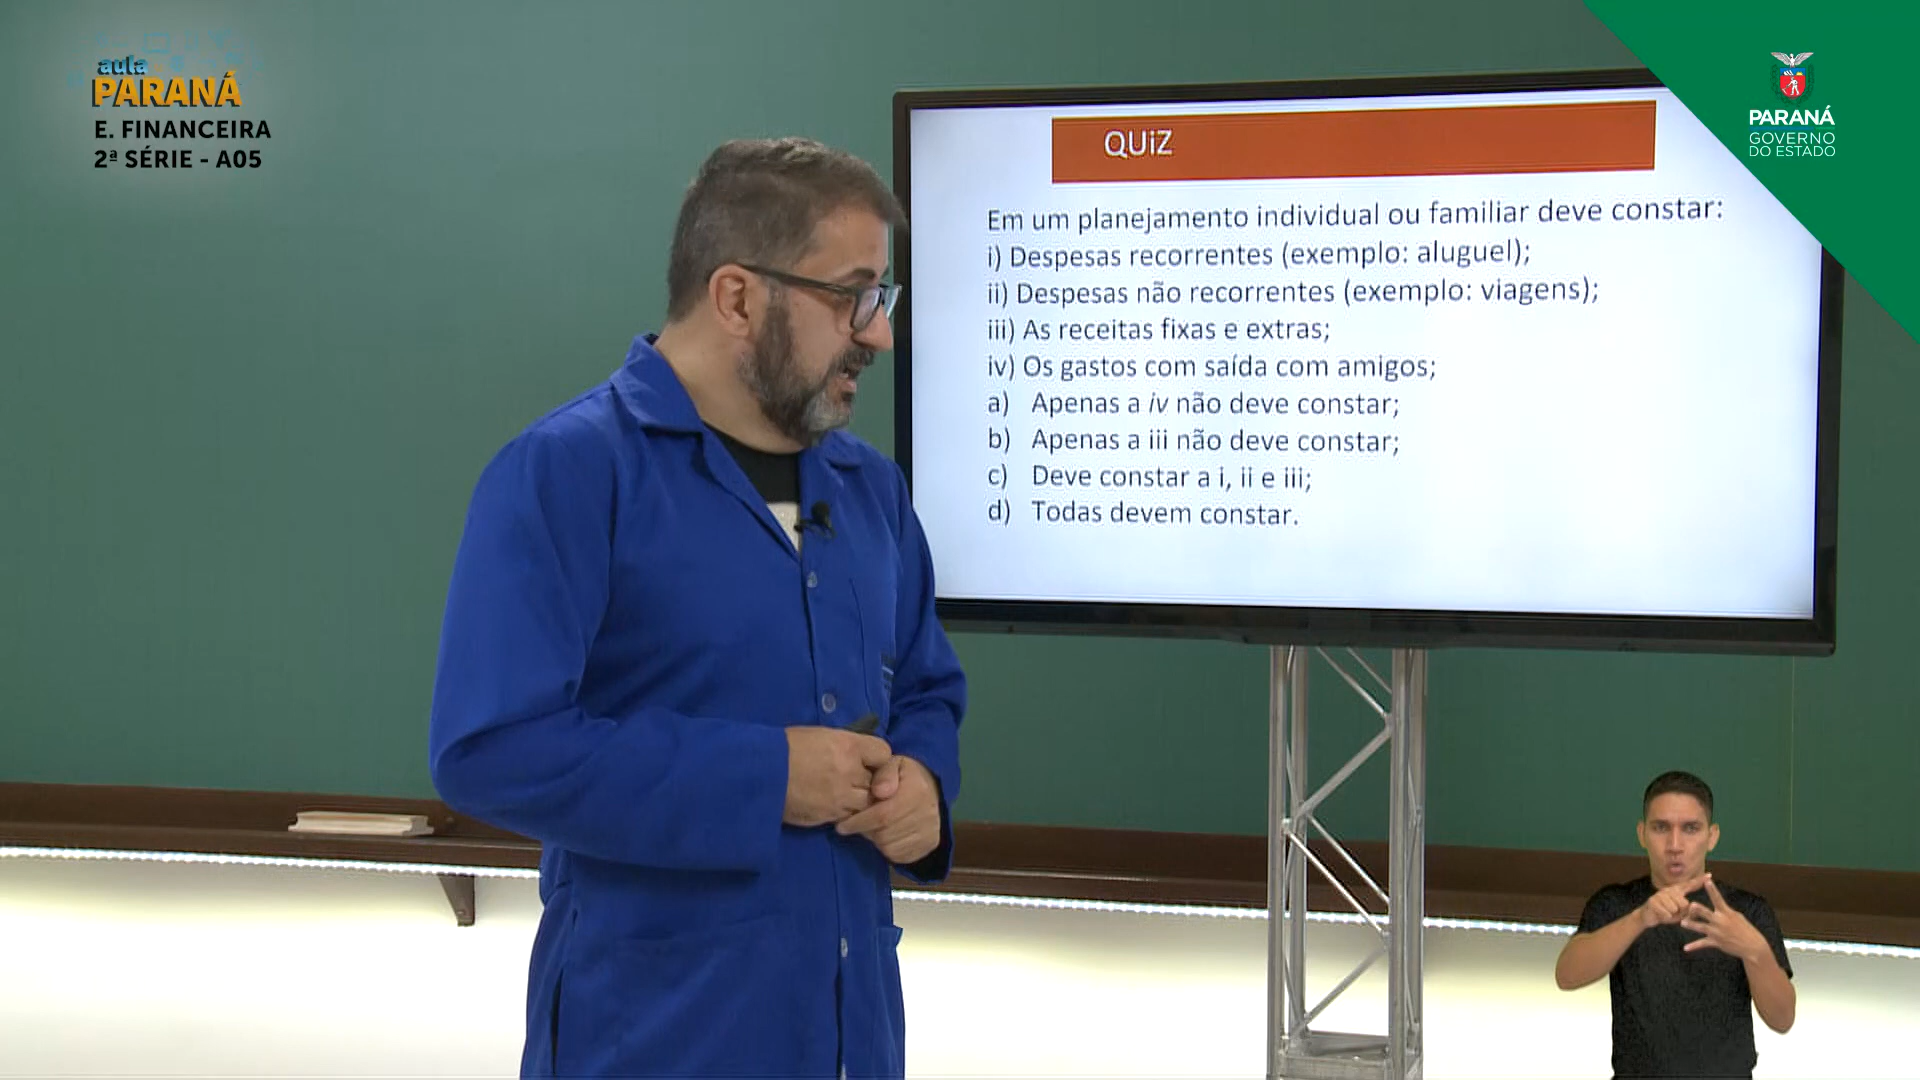 aula
PARANÁ
E. FINANCEIRA
2ª SÉRIE - A05
PARANÁ
GOVERNO
DO ESTADO
QUiZ
Em um planejamento individual ou familiar deve constar:
i) Despesas recorrentes (exemplo: aluguel);
ii) Despesas não recorrentes (exemplo: viagens);
iii) As receitas fixas e extras;
iv) Os gastos com saída com amigos;
a) Apenas a iv não deve constar;
b) Apenas a iii não deve constar;
c) Deve constar a i, ii e iii;
d) Todas devem constar.